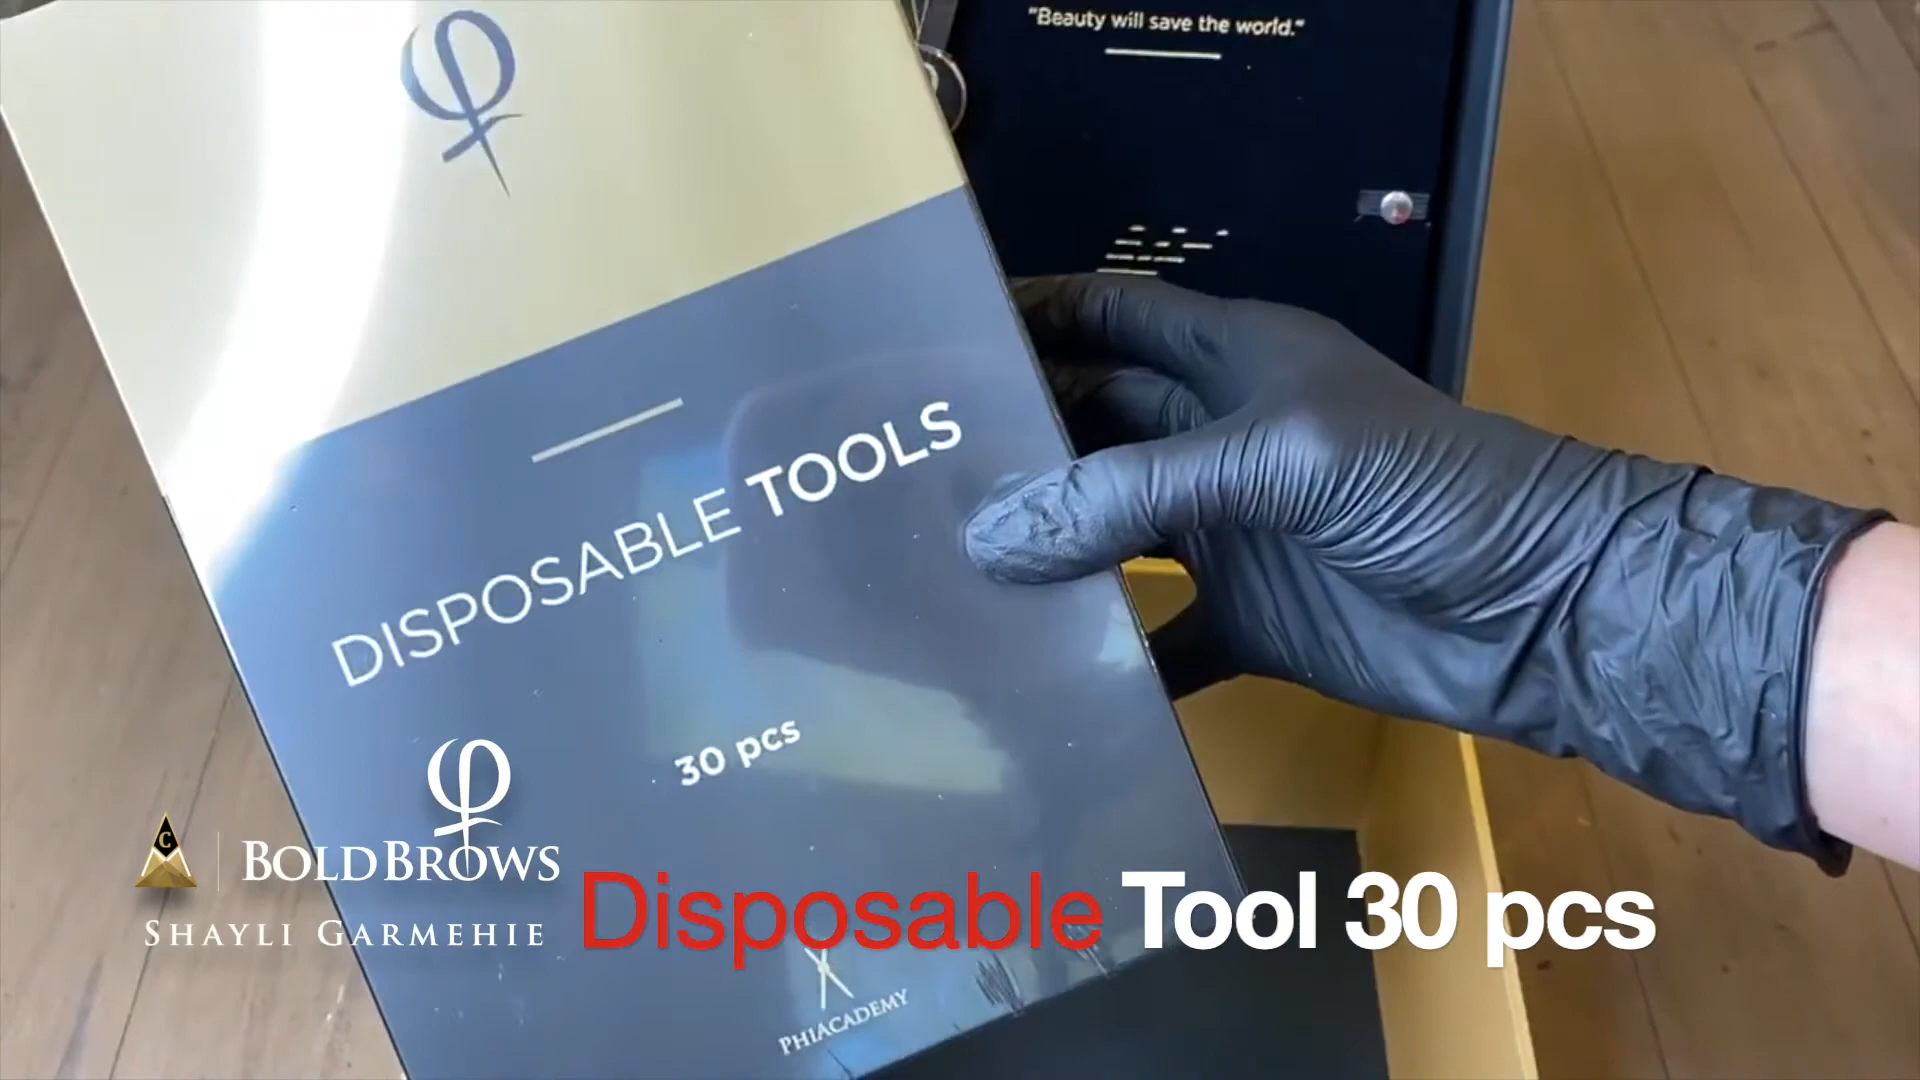 "Beauty will save the world."
DISPOSABLE TOOLS
30 pcs
C
BOLDBROWS
SHAYLI GARMEHIE
Disposable Tool 30 pcs
PHIACADEMY